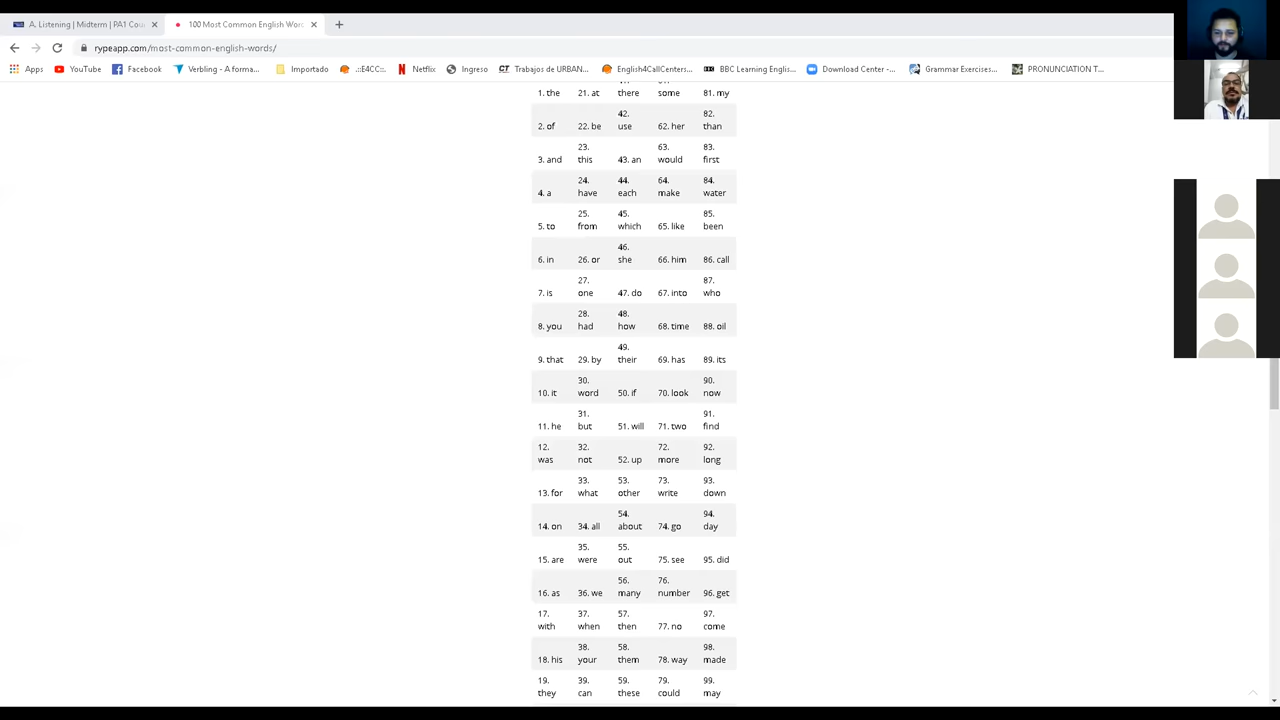 A. Listening | Midterm | PA1 Cou
100 Most Common English Wor
rypeapp.com/most-common-english-words/
Apps YouTube Facebook Verbling - A forma... Importado .::E4CC::. Netflix Ingreso Trabajos de URBAN... English4CallCenters... BBC Learning Englis... Download Center -... Grammar Exercises... PRONUNCIATION T...
1. the 21. at there some 81. my
42. 82.
2. of 22. be use 62. her than
23. 63. 83.
3. and this 43. an would first
24. 44. 64. 84.
4. a have each make water
25. 45. 85.
5. to from which 65. like been
46.
6. in 26. or she 66. him 86. call
27. 87.
7. is one 47. do 67. into who
28. 48.
8. you had how 68. time 88. oil
49.
9. that 29. by their 69. has 89. its
30. 90.
10. it word 50. if 70. look now
31. 91.
11. he but 51. will 71. two find
12. 32. 72. 92.
was not 52. up more long
33. 53. 73. 93.
13. for what other write down
54. 94.
14. on 34. all about 74. go day
35. 55.
15. are were out 75. see 95. did
56. 76.
16. as 36. we many number 96. get
17. 37. 57. 97.
with when then 77. no come
38. 58. 98.
18. his your them 78. way made
19. 39. 59. 79. 99.
they can these could may